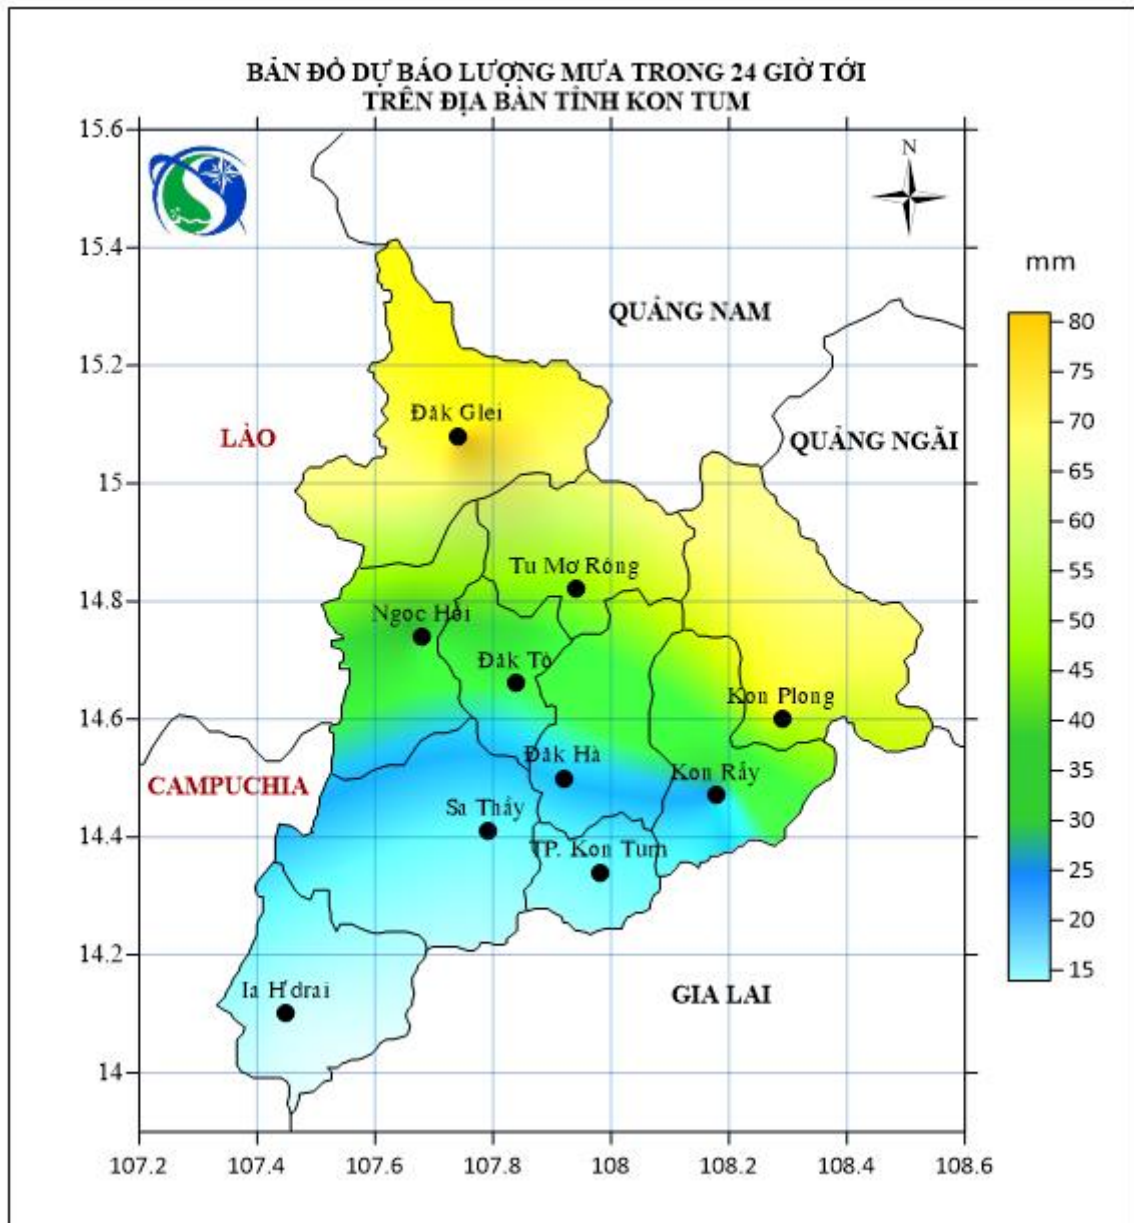 BẢN ĐỒ DỰ BÁO LƯỢNG MƯA TRONG 24 GIỜ TỚI
TRÊN ĐỊA BÀN TỈNH KON TUM
15.6
N
15.4
mm
QUẢNG NAM
80
15.2
75
Đăk Glei
70
LÀO
QUẢNG NGÃI
65
15
60
55
Tu Mơ Rông
14.8
50
Ngọc Hồi
45
Đăk Tô
Kon Plong
40
14.6
Đăk Hà
35
CAMPUCHIA
Kon Rẫy
Sa Thầy
30
14.4
TP. Kon Tum
25
20
14.2
15
Ia H'drai
GIA LAI
14
107.2
107.4
107.6
107.8
108
108.2
108.4
108.6